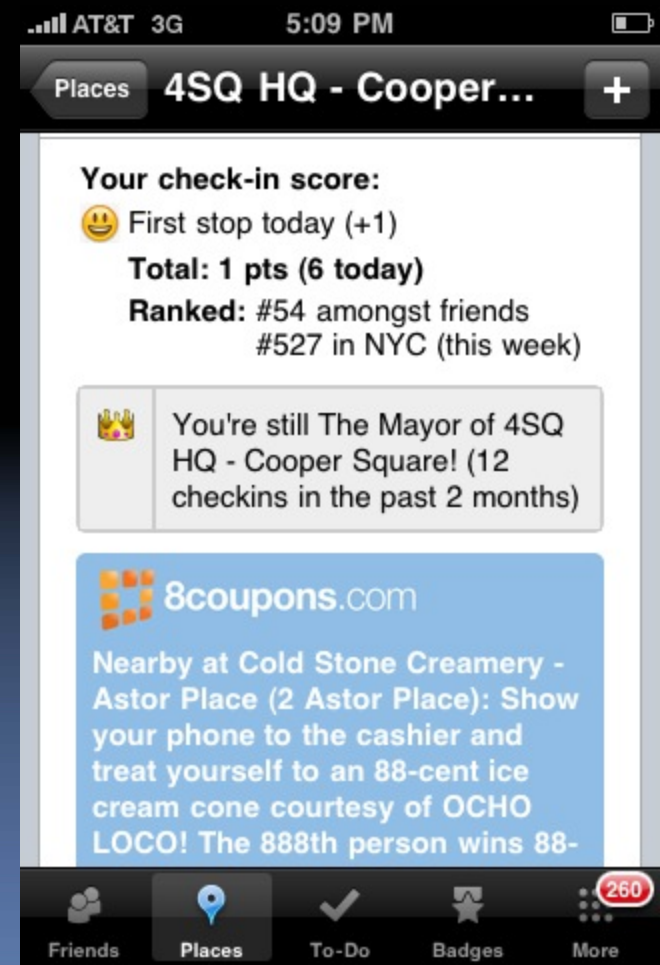 AT&T 3G 5:09 PM
Places 4SQ HQ - Cooper... +
Your check-in score:
First stop today (+1)
Total: 1 pts (6 today)
Ranked: #54 amongst friends
#527 in NYC (this week)
You're still The Mayor of 4SQ
HQ - Cooper Square! (12
checkins in the past 2 months)
8coupons.com
Nearby at Cold Stone Creamery -
Astor Place (2 Astor Place): Show
your phone to the cashier and
treat yourself to an 88-cent ice
cream cone courtesy of OCHO
LOCO! The 888th person wins 88-
260
Friends Places To-Do Badges More